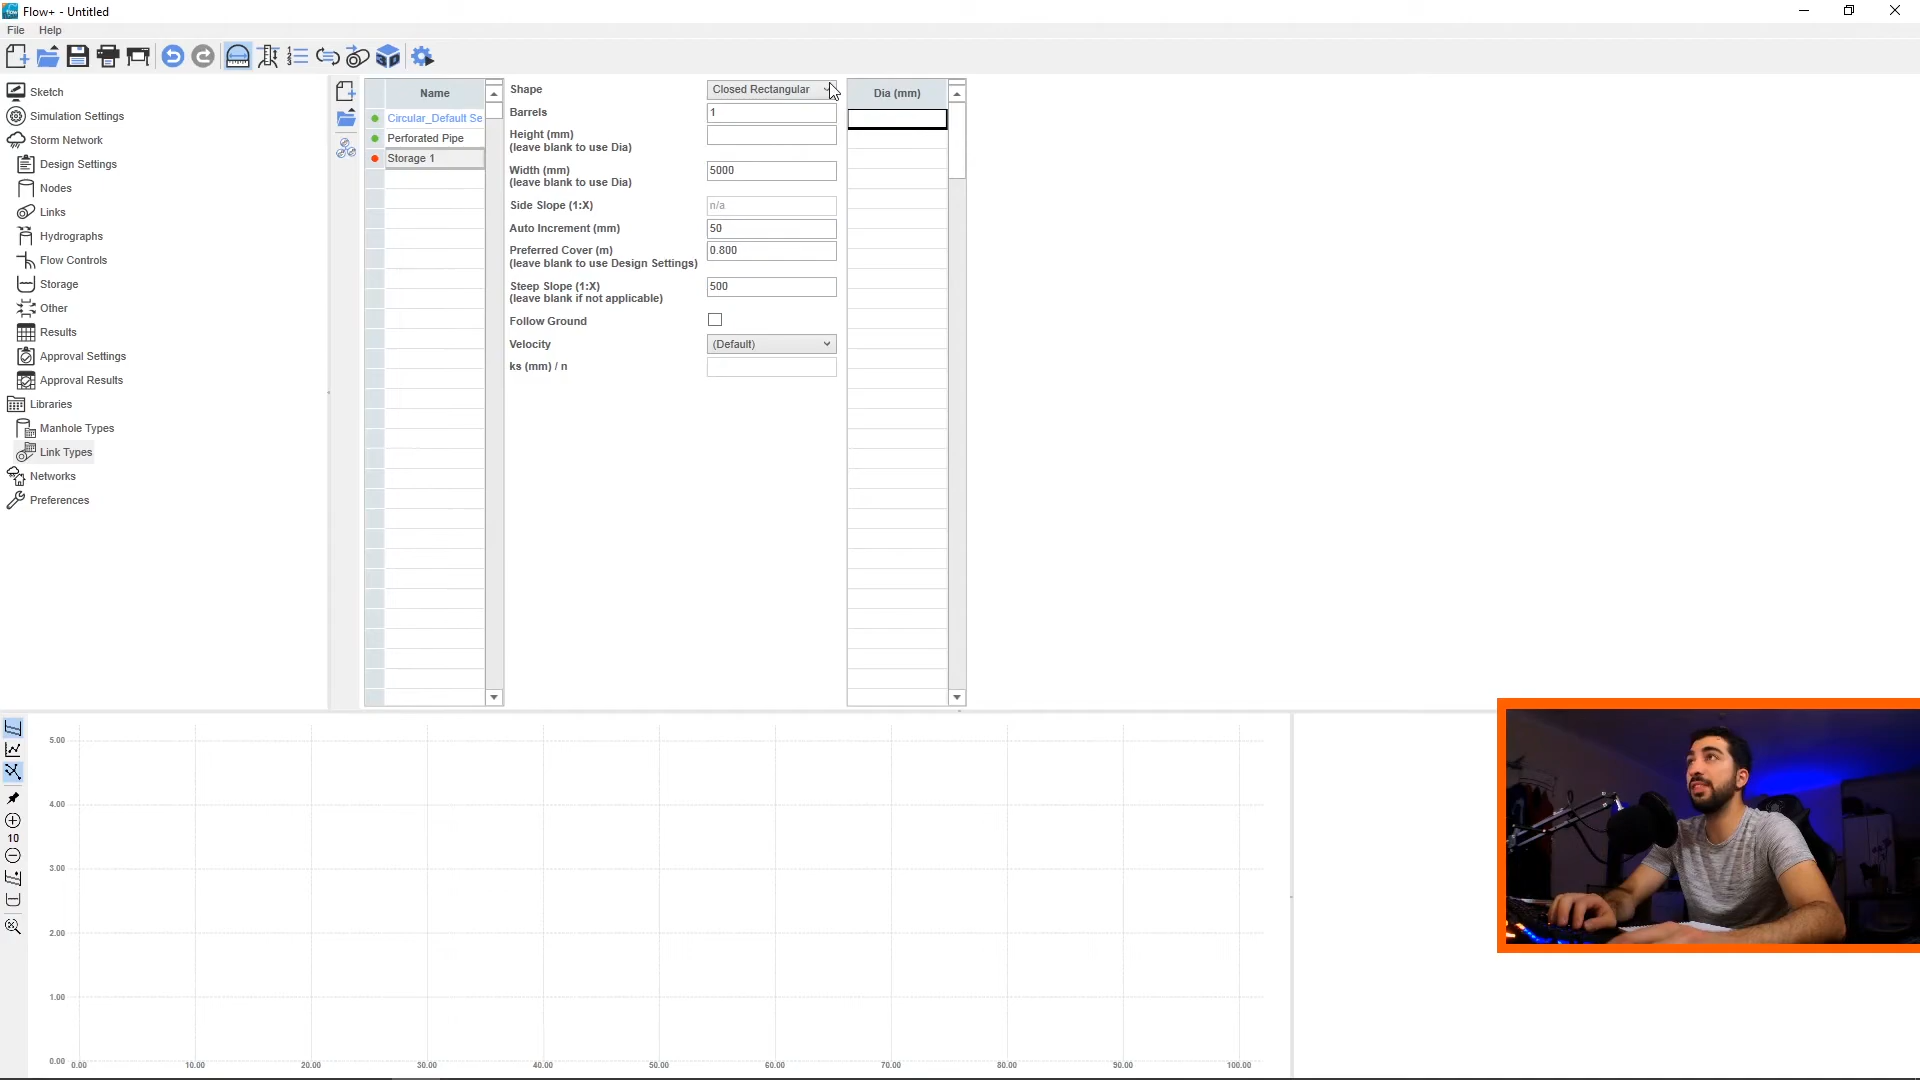 Flow+ - Untitled
File Help
Sketch
Simulation Settings
Storm Network
Design Settings
Nodes
Links
Hydrographs
Flow Controls
Storage
Other
Results
Approval Settings
Approval Results
Libraries
Manhole Types
Link Types
Networks
Preferences
Name
Circular_Default Se
Perforated Pipe
Storage 1
Shape Closed Rectangular
Barrels 1
Height (mm)
(leave blank to use Dia)
Width (mm) 5000
(leave blank to use Dia)
Side Slope (1:X) n/a
Auto Increment (mm) 50
Preferred Cover (m) 0.800
(leave blank to use Design Settings)
Steep Slope (1:X) 500
(leave blank if not applicable)
Follow Ground
Velocity (Default)
ks (mm) / n
Dia (mm)
10
5.00
4.00
3.00
2.00
1.00
0.00
0.00 10.00 20.00 30.00 40.00 50.00 60.00 70.00 80.00 90.00 100.00